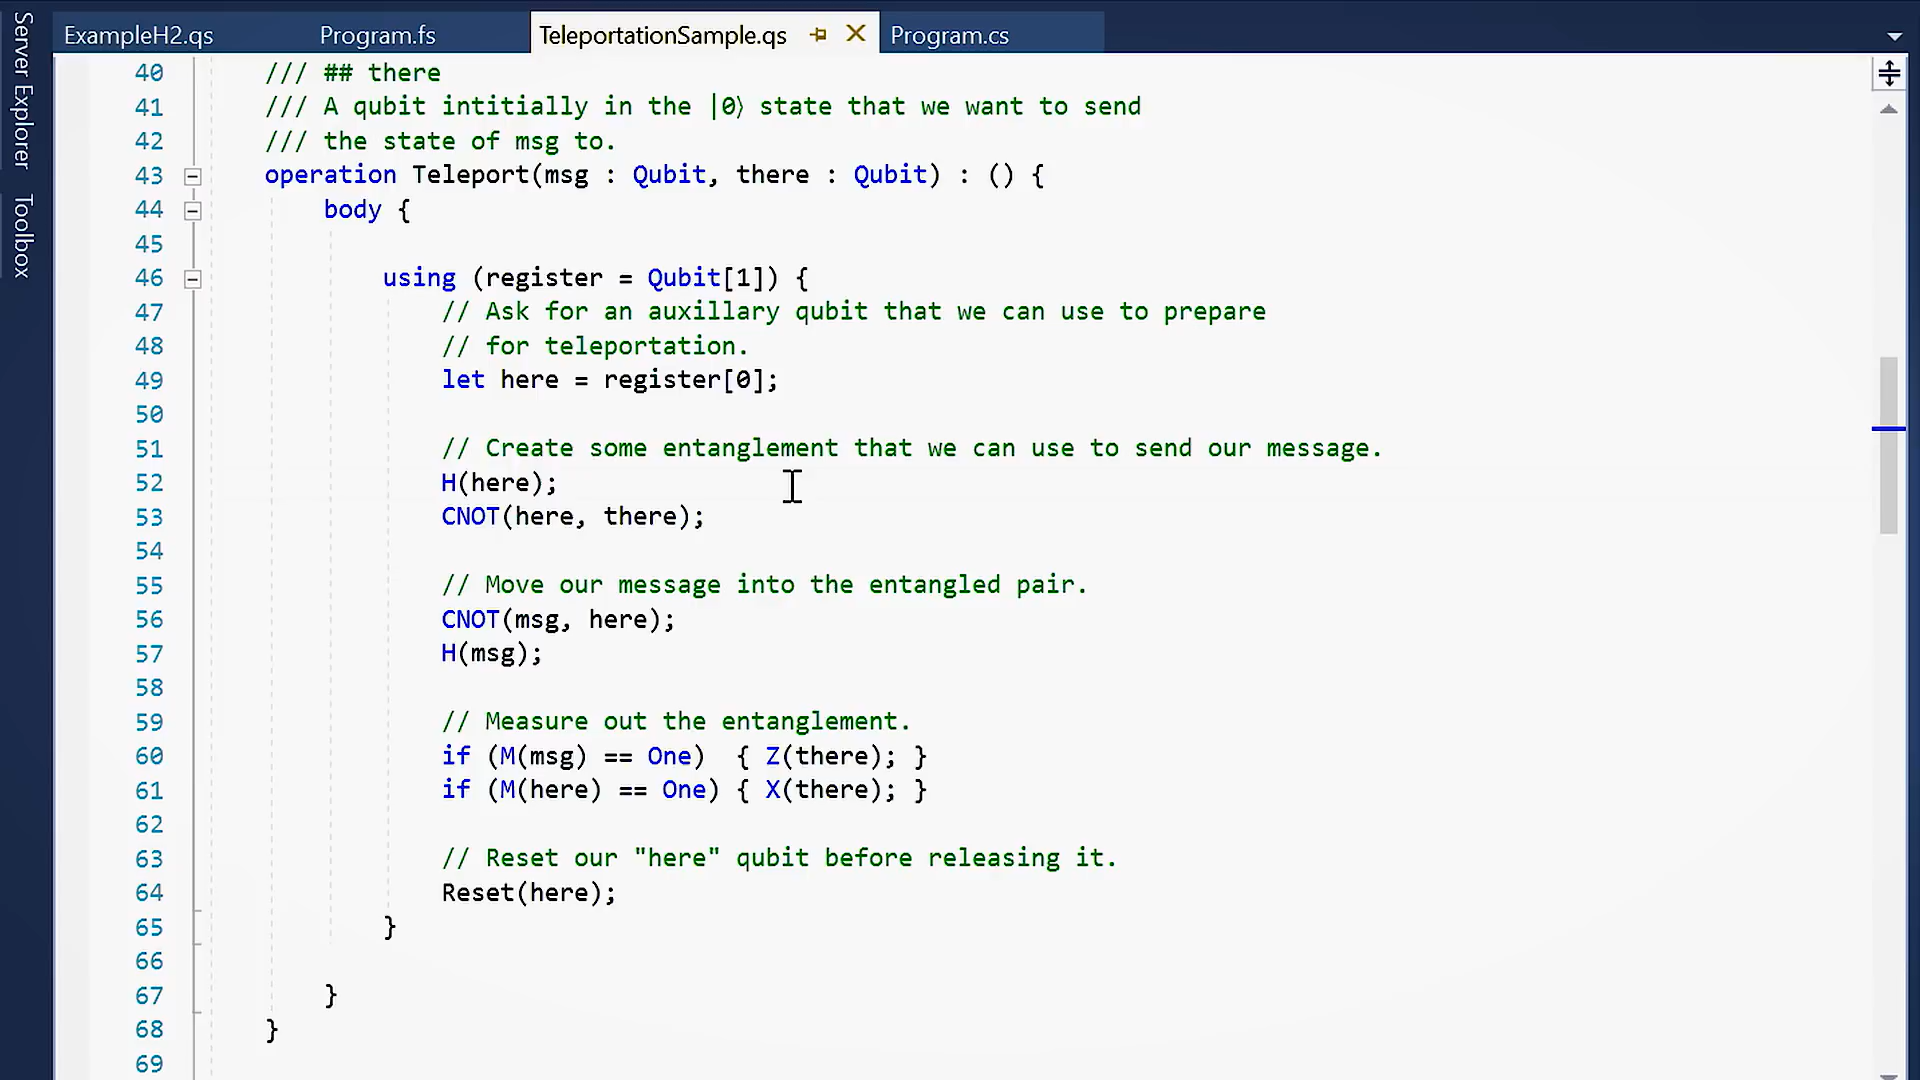 Server Explorer
Toolbox
ExampleH2.qs Program.fs TeleportationSample.qs Program.cs
40 /// ## there
41 /// A qubit intitially in the |0⟩ state that we want to send
42 /// the state of msg to.
43 operation Teleport(msg : Qubit, there : Qubit) : () {
44 body {
45
46 using (register = Qubit[1]) {
47 // Ask for an auxillary qubit that we can use to prepare
48 // for teleportation.
49 let here = register[0];
50
51 // Create some entanglement that we can use to send our message.
52 H(here);
53 CNOT(here, there);
54
55 // Move our message into the entangled pair.
56 CNOT(msg, here);
57 H(msg);
58
59 // Measure out the entanglement.
60 if (M(msg) == One)  { Z(there); }
61 if (M(here) == One) { X(there); }
62
63 // Reset our "here" qubit before releasing it.
64 Reset(here);
65 }
66
67 }
68 }
69